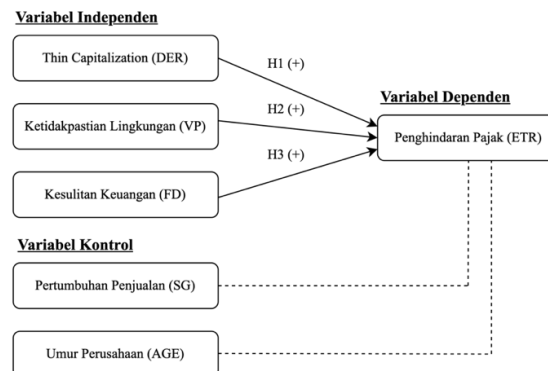 Variabel Independen
Thin Capitalization (DER)
H1 (+)
Variabel Dependen
Ketidakpastian Lingkungan (VP)
H2 (+)
Penghindaran Pajak (ETR)
H3 (+)
Kesulitan Keuangan (FD)
Variabel Kontrol
Pertumbuhan Penjualan (SG)
Umur Perusahaan (AGE)